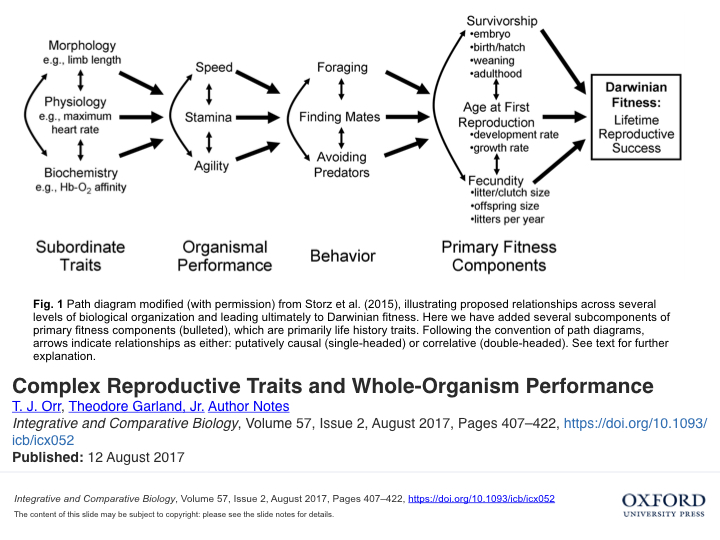 Morphology
e.g., limb length
Physiology
e.g., maximum
heart rate
Biochemistry
e.g., Hb-O2 affinity
Subordinate
Traits
Speed
Stamina
Agility
Organismal
Performance
Foraging
Finding Mates
Avoiding
Predators
Behavior
Survivorship
•embryo
•birth/hatch
•weaning
•adulthood
Age at First
Reproduction
•development rate
•growth rate
Fecundity
•litter/clutch size
•offspring size
•litters per year
Primary Fitness
Components
Darwinian
Fitness:
Lifetime
Reproductive
Success
Fig. 1 Path diagram modified (with permission) from Storz et al. (2015), illustrating proposed relationships across several
levels of biological organization and leading ultimately to Darwinian fitness. Here we have added several subcomponents of
primary fitness components (bulleted), which are primarily life history traits. Following the convention of path diagrams,
arrows indicate relationships as either: putatively causal (single-headed) or correlative (double-headed). See text for further
explanation.
Complex Reproductive Traits and Whole-Organism Performance
T. J. Orr, Theodore Garland, Jr. Author Notes
Integrative and Comparative Biology, Volume 57, Issue 2, August 2017, Pages 407–422, https://doi.org/10.1093/
icb/icx052
Published: 12 August 2017
Integrative and Comparative Biology, Volume 57, Issue 2, August 2017, Pages 407–422, https://doi.org/10.1093/icb/icx052
The content of this slide may be subject to copyright: please see the slide notes for details.
OXFORD
UNIVERSITY PRESS